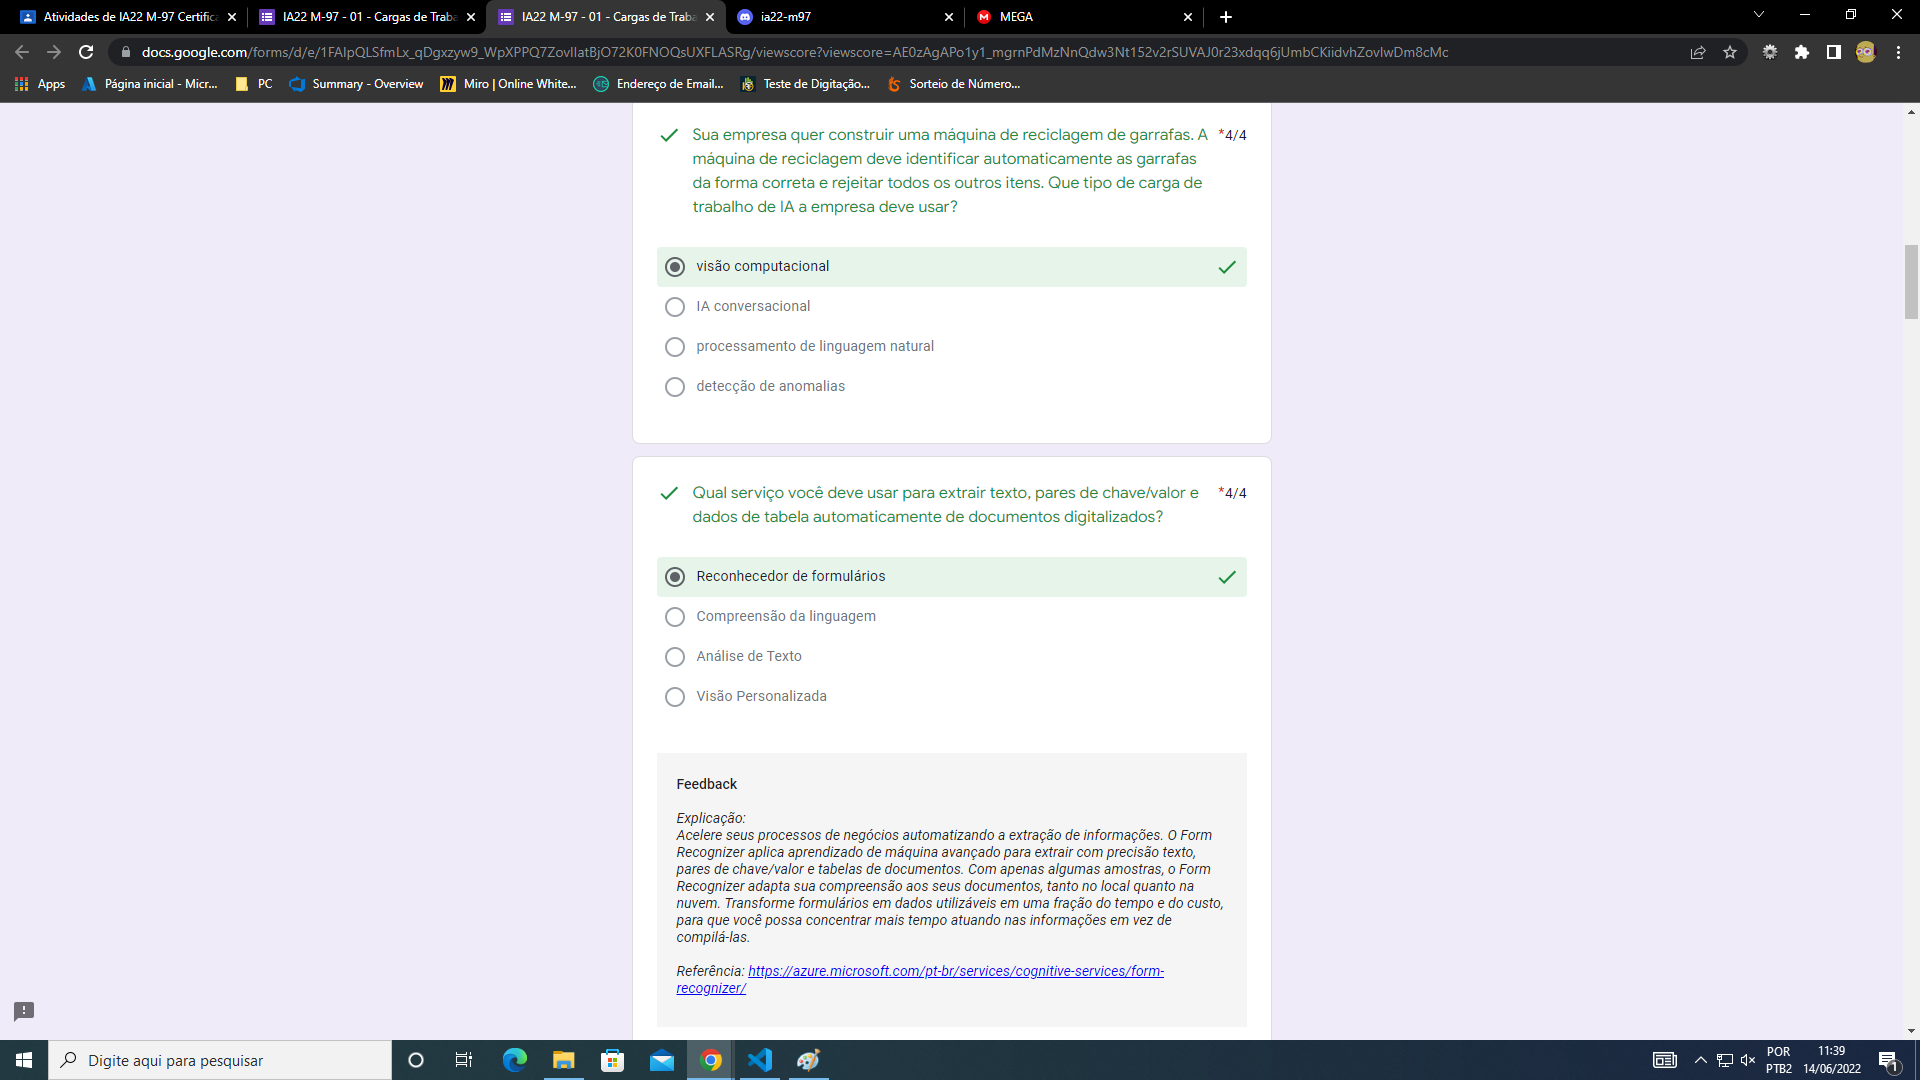 Atividades de IA22 M-97 Certifica
IA22 M-97 - 01 - Cargas de Traba
IA22 M-97 - 01 - Cargas de Traba
ia22-m97
MEGA
docs.google.com/forms/d/e/1FAIpQLSfmLx_qDgxzyw9_WpXPPQ7ZovlIatBjO72K0FNOQsUXFLASRg/viewscore?viewscore=AE0zAgAPo1y1_mgrnPdMzNnQdw3Nt152v2rSUVAJ0r23xdqq6jUmbCKiidvhZovIwDm8cMc
Apps
Página inicial - Micr...
PC
Summary - Overview
Miro | Online White...
Endereço de Email...
Teste de Digitação...
Sorteio de Número...
Sua empresa quer construir uma máquina de reciclagem de garrafas. A *4/4
máquina de reciclagem deve identificar automaticamente as garrafas
da forma correta e rejeitar todos os outros itens. Que tipo de carga de
trabalho de IA a empresa deve usar?
visão computacional
IA conversacional
processamento de linguagem natural
detecção de anomalias
Qual serviço você deve usar para extrair texto, pares de chave/valor e *4/4
dados de tabela automaticamente de documentos digitalizados?
Reconhecedor de formulários
Compreensão da linguagem
Análise de Texto
Visão Personalizada
Feedback
Explicação:
Acelere seus processos de negócios automatizando a extração de informações. O Form
Recognizer aplica aprendizado de máquina avançado para extrair com precisão texto,
pares de chave/valor e tabelas de documentos. Com apenas algumas amostras, o Form
Recognizer adapta sua compreensão aos seus documentos, tanto no local quanto na
nuvem. Transforme formulários em dados utilizáveis em uma fração do tempo e do custo,
para que você possa concentrar mais tempo atuando nas informações em vez de
compilá-las.
Referência: https://azure.microsoft.com/pt-br/services/cognitive-services/form-
recognizer/
Digite aqui para pesquisar
POR
PTB2
11:39
14/06/2022
1